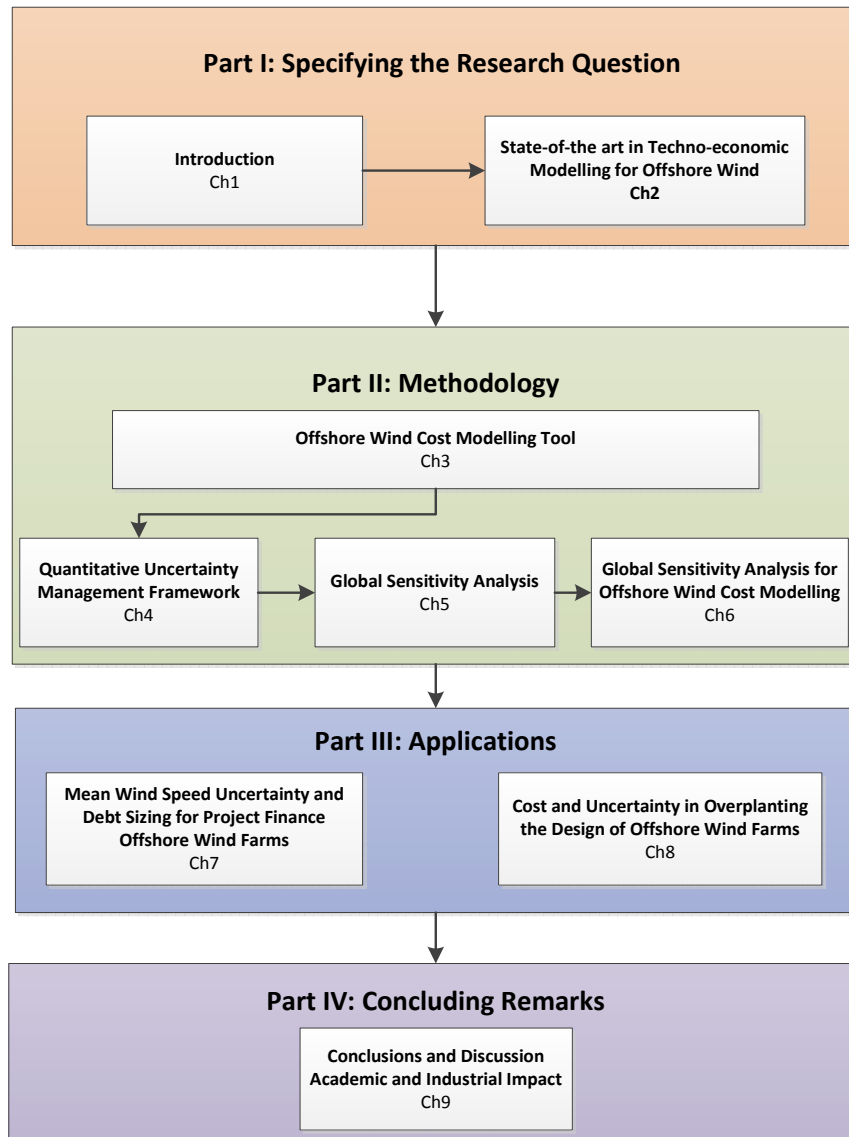 Part I: Specifying the Research Question
Introduction
Ch1
State-of-the art in Techno-economic
Modelling for Offshore Wind
Ch2
Part II: Methodology
Offshore Wind Cost Modelling Tool
Ch3
Quantitative Uncertainty
Management Framework
Ch4
Global Sensitivity Analysis
Ch5
Global Sensitivity Analysis for
Offshore Wind Cost Modelling
Ch6
Part III: Applications
Mean Wind Speed Uncertainty and
Debt Sizing for Project Finance
Offshore Wind Farms
Ch7
Cost and Uncertainty in Overplanting
the Design of Offshore Wind Farms
Ch8
Part IV: Concluding Remarks
Conclusions and Discussion
Academic and Industrial Impact
Ch9